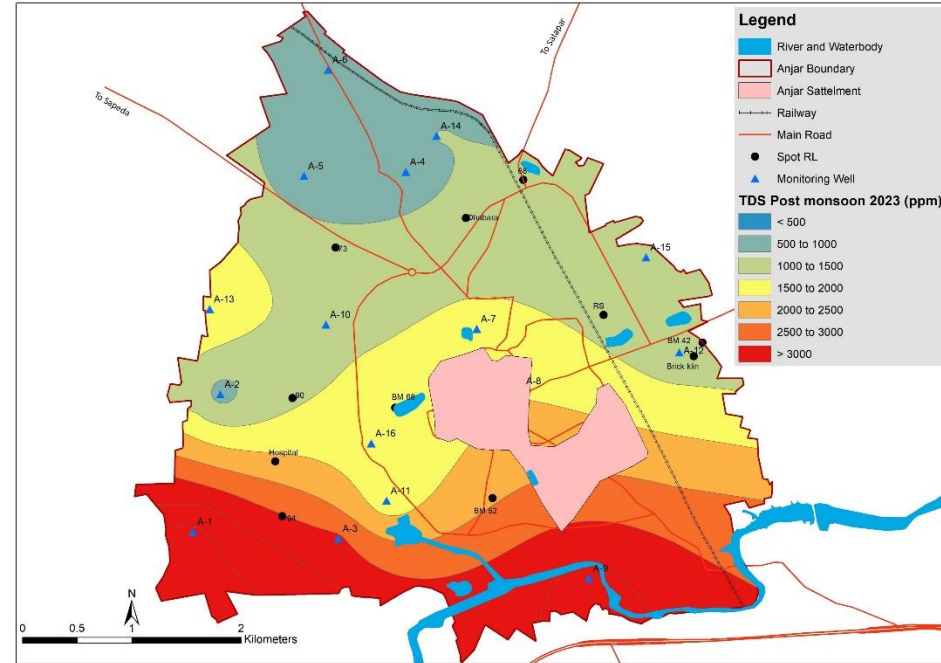 Legend
River and Waterbody
Anjar Boundary
Anjar Sattelment
Railway
Main Road
Spot RL
Monitoring Well
TDS Post monsoon 2023 (ppm)
< 500
500 to 1000
1000 to 1500
1500 to 2000
2000 to 2500
2500 to 3000
> 3000
To Satapar
To Sapeda
A-6
A-14
A-5
A-4
68
Dhabara
73
A-15
A-13
A-10
A-7
RS
BM 42
A-12
Brick klin
A-2
90
BM 68
A-8
A-16
Hospital
A-11
BM 52
A-1
94
A-3
A-9
N
0 0.5 1 2
Kilometers